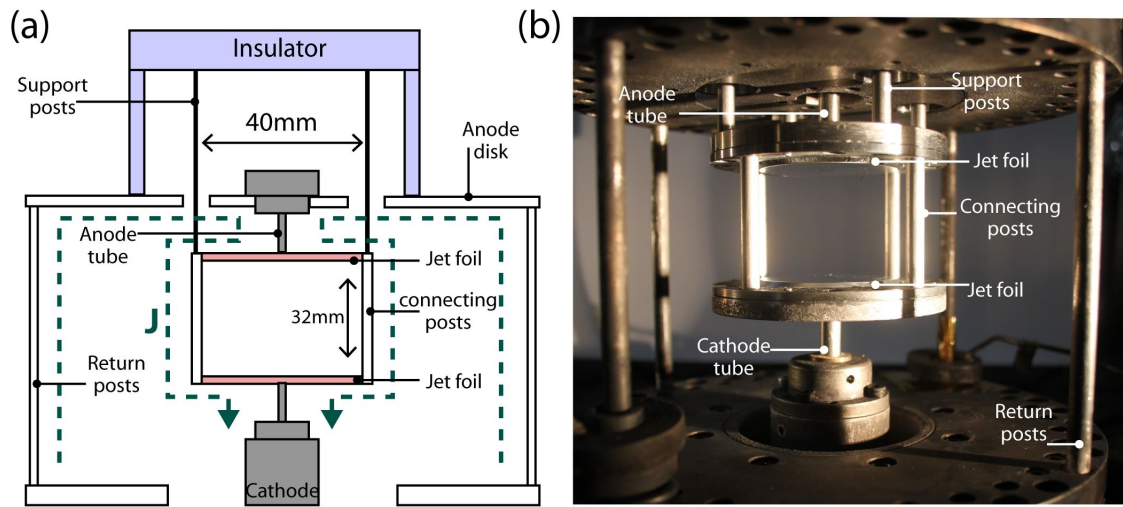 (a)
Insulator
Support
posts
40mm
Anode
disk
Anode
tube
Jet foil
J
32mm
connecting
posts
Return
posts
Jet foil
Cathode
(b)
Anode
tube
Support
posts
Jet foil
Connecting
posts
Jet foil
Cathode
tube
Return
posts